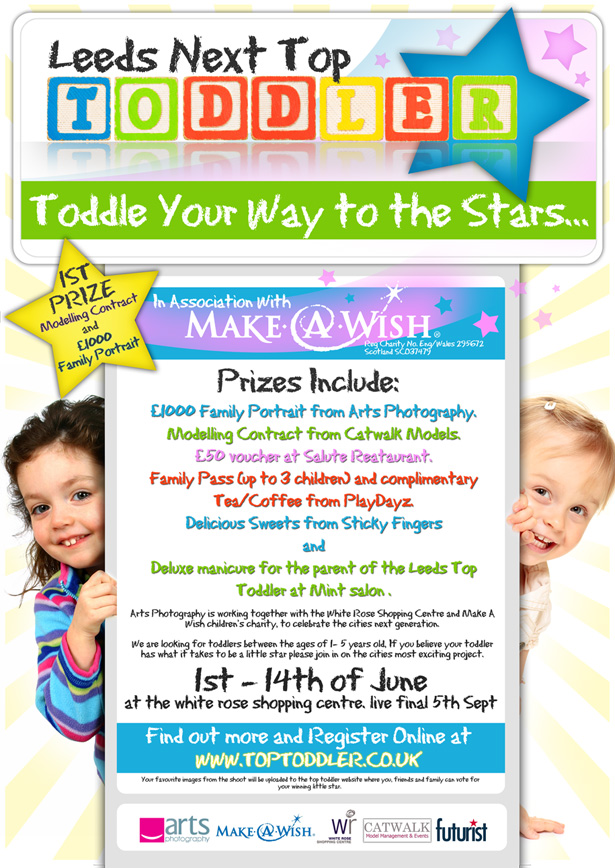 Leeds Next Top
TODDLER
Toddle Your Way to the Stars...
1ST
PRIZE
Modelling Contract
and
£1000
Family Portrait
In Association With
MAKE·A·WISH®
Reg Charity No. Eng/Wales 295672
Scotland SCO37479
Prizes Include:
£1000 Family Portrait from Arts Photography.
Modelling Contract from Catwalk Models.
£50 voucher at Salute Reataurant.
Family Pass (up to 3 children) and complimentary
Tea/Coffee from PlayDayz.
Delicious Sweets from Sticky Fingers
and
Deluxe manicure for the parent of the Leeds Top
Toddler at Mint salon .
Arts Photography is working together with the White Rose Shopping Centre and Make A
Wish children's charity, to celebrate the cities next generation.
We are looking for toddlers between the ages of 1- 5 years old. If you believe your toddler
has what if takes to be a little star please join in on the cities most exciting project.
1st - 14th of June
at the white rose shopping centre. live final 5th Sept
Find out more and Register Online at
WWW.TOPTODDLER.CO.UK
Your favourite images from the shoot will be uploaded to the top toddler website where you, friends and family can vote for
your winning little star.
arts
photography
MAKE·A·WISH®
WR
WHITE ROSE
SHOPPING CENTRE
CATWALK
Model Management & Events
futurist